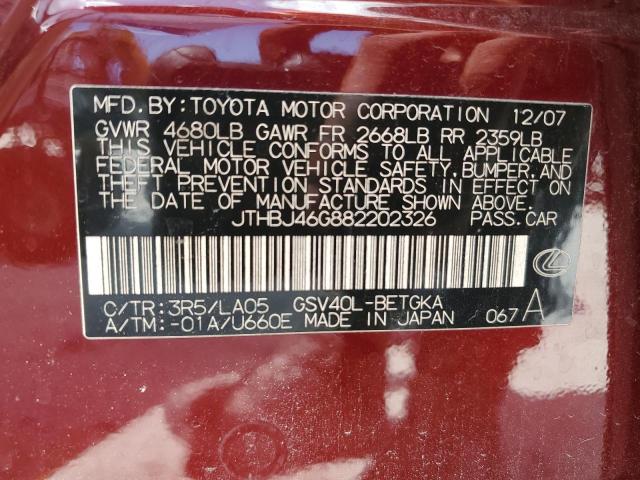 MFD. BY: TOYOTA MOTOR CORPORATION 12/07
GVWR 4680LB GAWR FR 2668LB RR 2359LB
THIS VEHICLE CONFORMS TO ALL APPLICABLE
FEDERAL MOTOR VEHICLE SAFETY, BUMPER, AND
THEFT PREVENTION STANDARDS IN EFFECT ON
THE DATE OF MANUFACTURE SHOWN ABOVE.
JTHBJ46G882202326 PASS. CAR
C/TR: 3R5/LA05 GSV40L-BETGKA
A/TM: -01A/U660E MADE IN JAPAN 067 A